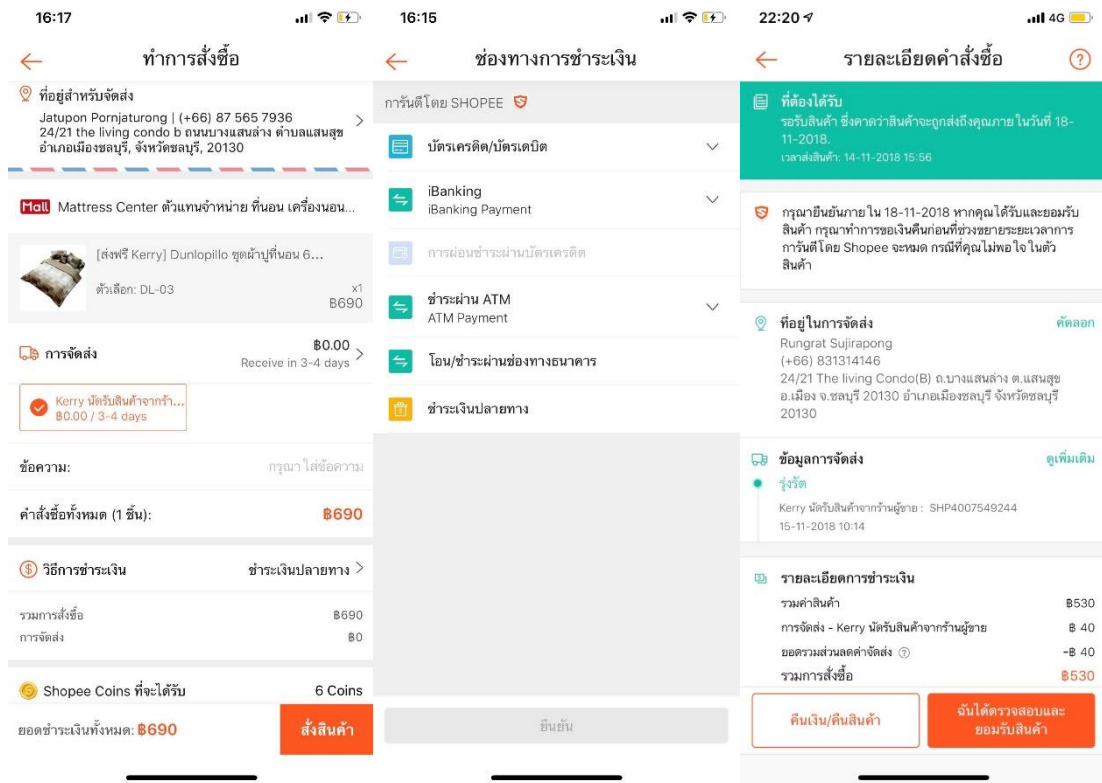 16:17
ทำการสั่งซื้อ
ที่อยู่สำหรับจัดส่ง
Jatupon Pornjaturong | (+66) 87 565 7936
24/21 the living condo b ถนนบางแสนล่าง ตำบลแสนสุข
อำเภอเมืองชลบุรี, จังหวัดชลบุรี, 20130
Mall Mattress Center ตัวแทนจำหน่าย ที่นอน เครื่องนอน...
[ส่งฟรี Kerry] Dunlopillo ชุดผ้าปูที่นอน 6...
ตัวเลือก: DL-03
x1
฿690
การจัดส่ง
฿0.00
Receive in 3-4 days
Kerry นัดรับสินค้าจากร้า...
฿0.00 / 3-4 days
ข้อความ: กรุณาใส่ข้อความ
คำสั่งซื้อทั้งหมด (1 ชิ้น): ฿690
วิธีการชำระเงิน ชำระเงินปลายทาง
รวมการสั่งซื้อ ฿690
การจัดส่ง ฿0
Shopee Coins ที่จะได้รับ 6 Coins
ยอดชำระเงินทั้งหมด: ฿690
สั่งสินค้า
16:15
ช่องทางการชำระเงิน
การันตีโดย SHOPEE
บัตรเครดิต/บัตรเดบิต
iBanking
iBanking Payment
การผ่อนชำระผ่านบัตรเครดิต
ชำระผ่าน ATM
ATM Payment
โอน/ชำระผ่านช่องทางธนาคาร
ชำระเงินปลายทาง
ยืนยัน
22:20
4G
รายละเอียดคำสั่งซื้อ
ที่ต้องได้รับ
รอรับสินค้า ซึ่งคาดว่าสินค้าจะถูกส่งถึงคุณภายในวันที่ 18-
11-2018.
เวลาส่งสินค้า: 14-11-2018 15:56
กรุณายืนยันภายใน 18-11-2018 หากคุณได้รับและยอมรับ
สินค้า กรุณาทำการขอเงินคืนก่อนที่ช่วงขยายระยะเวลาการ
การันตีโดย Shopee จะหมด กรณีที่คุณไม่พอใจในตัว
สินค้า
ที่อยู่ในการจัดส่ง คัดลอก
Rungrat Sujirapong
(+66) 831314146
24/21 The living Condo(B) ถ.บางแสนล่าง ต.แสนสุข
อ.เมือง จ.ชลบุรี 20130 อำเภอเมืองชลบุรี จังหวัดชลบุรี
20130
ข้อมูลการจัดส่ง ดูเพิ่มเติม
รุ่งรัต
Kerry นัดรับสินค้าจากร้านผู้ขาย : SHP4007549244
15-11-2018 10:14
รายละเอียดการชำระเงิน
รวมค่าสินค้า ฿530
การจัดส่ง - Kerry นัดรับสินค้าจากร้านผู้ขาย ฿ 40
ยอดรวมส่วนลดค่าจัดส่ง -฿ 40
รวมการสั่งซื้อ ฿530
คืนเงิน/คืนสินค้า
ฉันได้ตรวจสอบและ
ยอมรับสินค้า